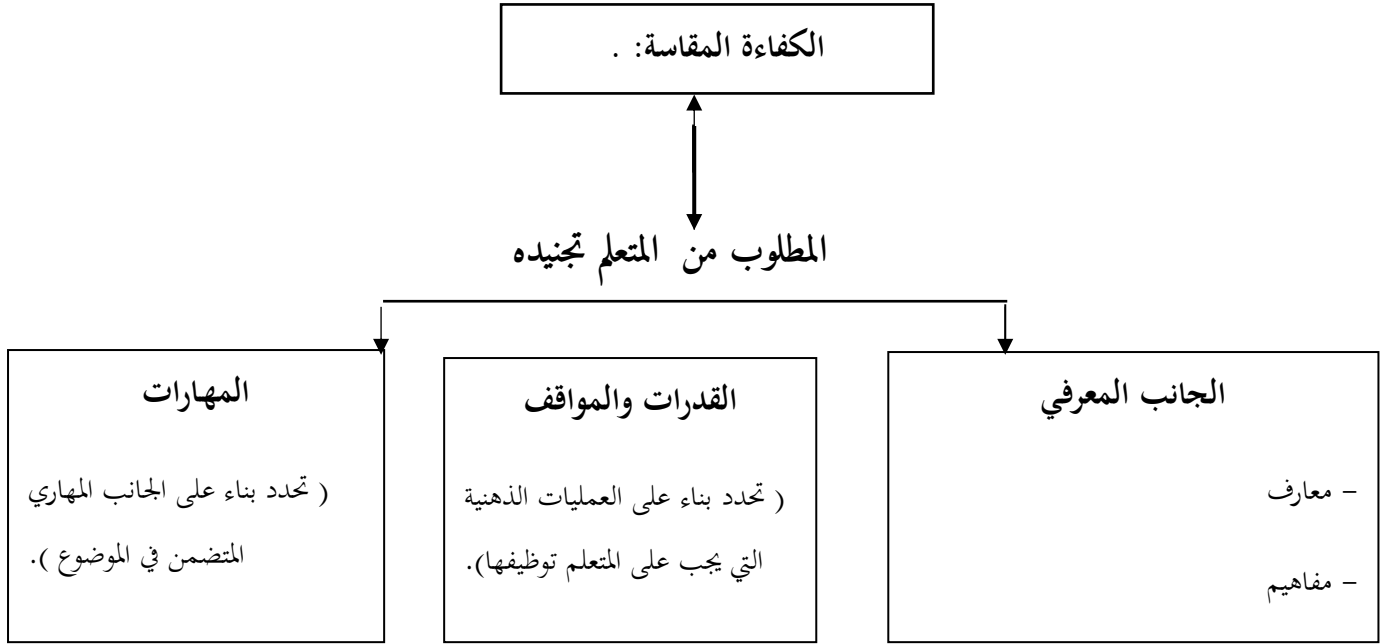 الكفاءة المقاسة: .
المطلوب من المتعلم تجنيده
الجانب المعرفي
– معارف
– مفاهيم
القدرات والمواقف
( تحدد بناء على العمليات الذهنية
التي يجب على المتعلم توظيفها).
المهارات
( تحدد بناء على الجانب المهاري
المتضمن في الموضوع ).